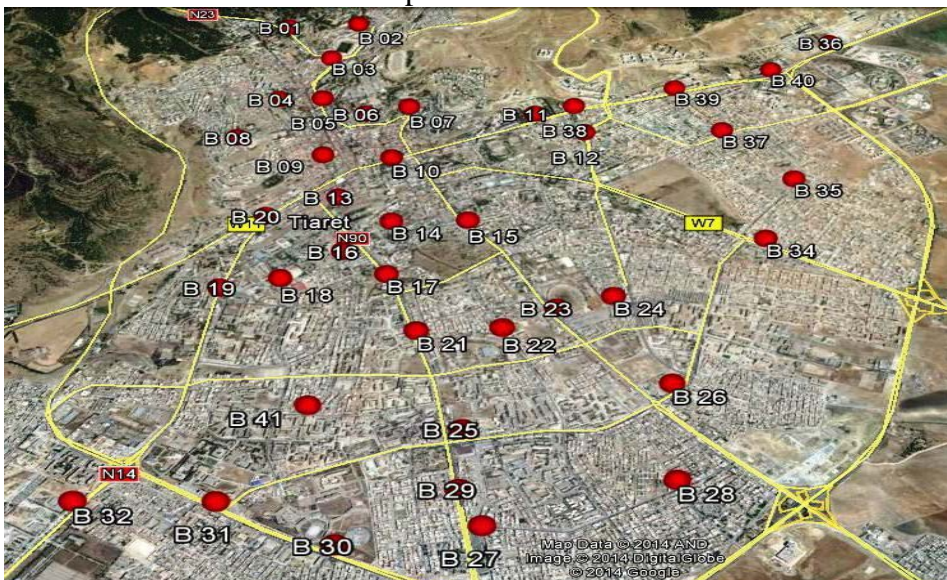 N23
B 01
B 02
B 03
B 36
B 40
B 04
B 05
B 06
B 07
B 11
B 39
B 38
B 37
B 08
B 09
B 10
B 12
B 35
B 13
B 20
Tiaret
B 14
B 15
W7
B 34
N90
B 16
B 17
B 19
B 18
B 23
B 24
B 21
B 22
B 26
B 41
B 25
N14
B 29
B 28
B 32
B 31
B 30
B 27
Map Data © 2014 AND
Image © 2014 DigitalGlobe
© 2014 Google